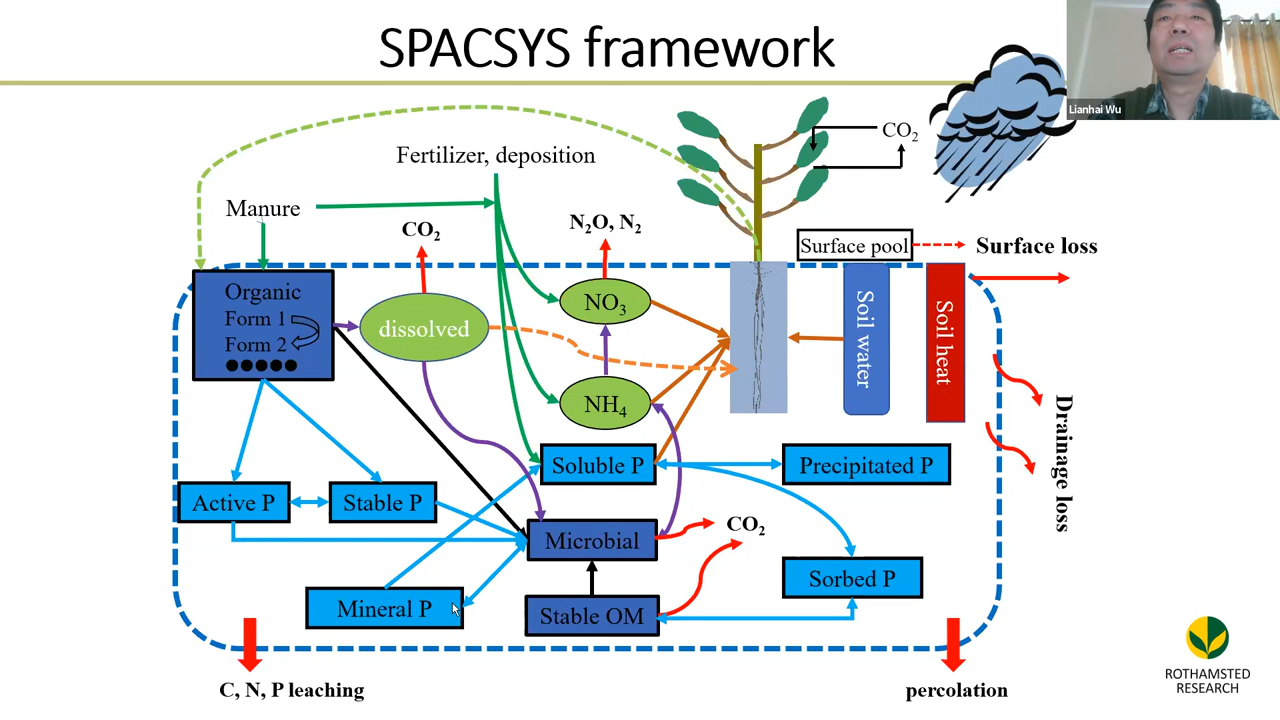 SPACSYS framework
Lianhai Wu
CO₂
Fertilizer, deposition
Manure
CO₂
N₂O, N₂
Surface pool
Surface loss
Organic
Form 1
Form 2
dissolved
NO₃
NH₄
Soil water
Soil heat
Drainage loss
Soluble P
Precipitated P
Active P
Stable P
Microbial
CO₂
Sorbed P
Mineral P
Stable OM
C, N, P leaching
percolation
ROTHAMSTED
RESEARCH